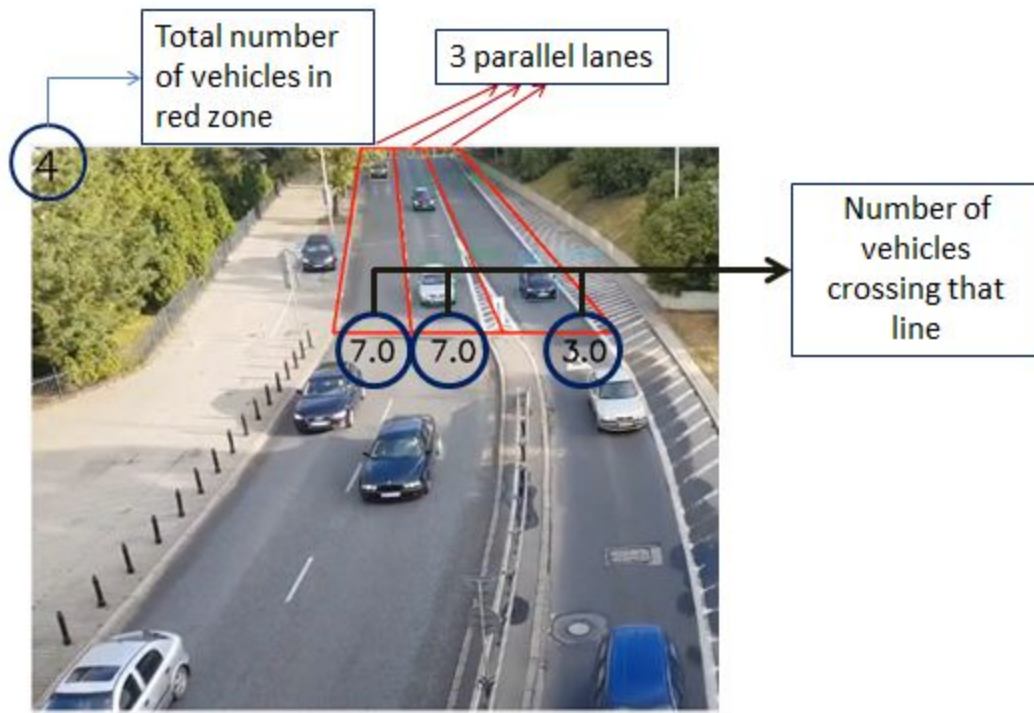 Total number
of vehicles in
red zone
3 parallel lanes
4
Number of
vehicles
crossing that
line
7.0
7.0
3.0